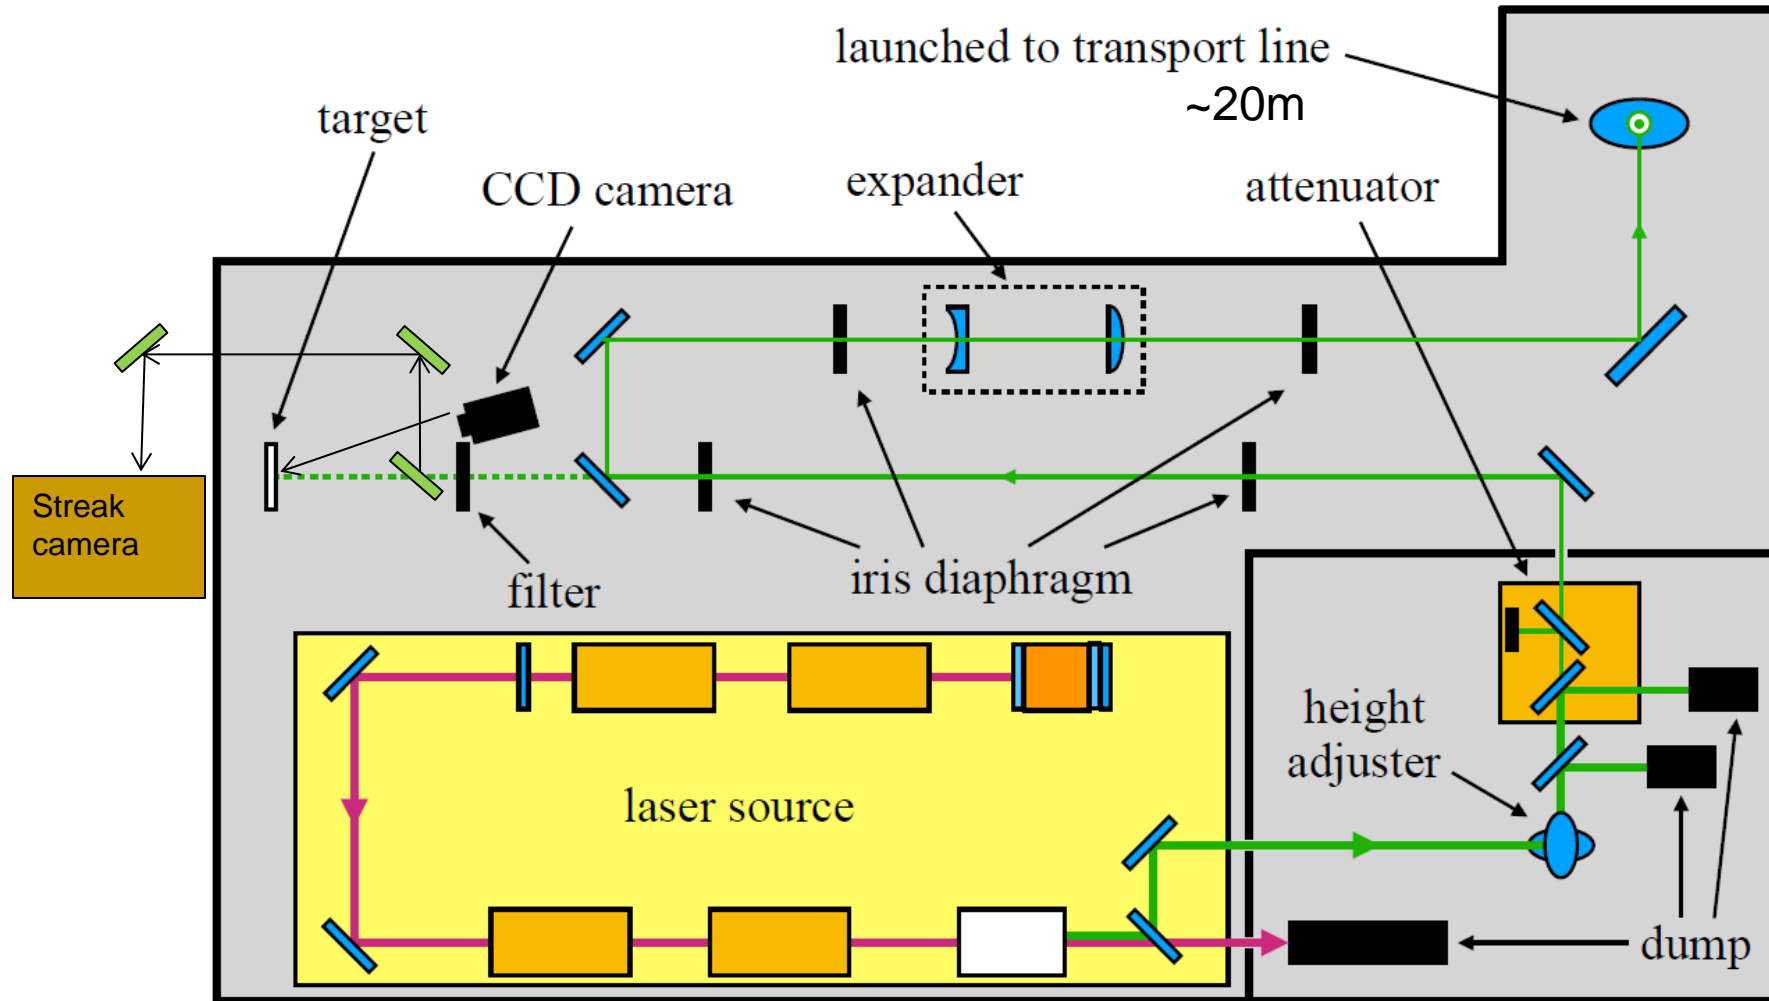 launched to transport line
~20m
target
CCD camera
expander
attenuator
Streak
camera
filter
iris diaphragm
height
adjuster
laser source
dump